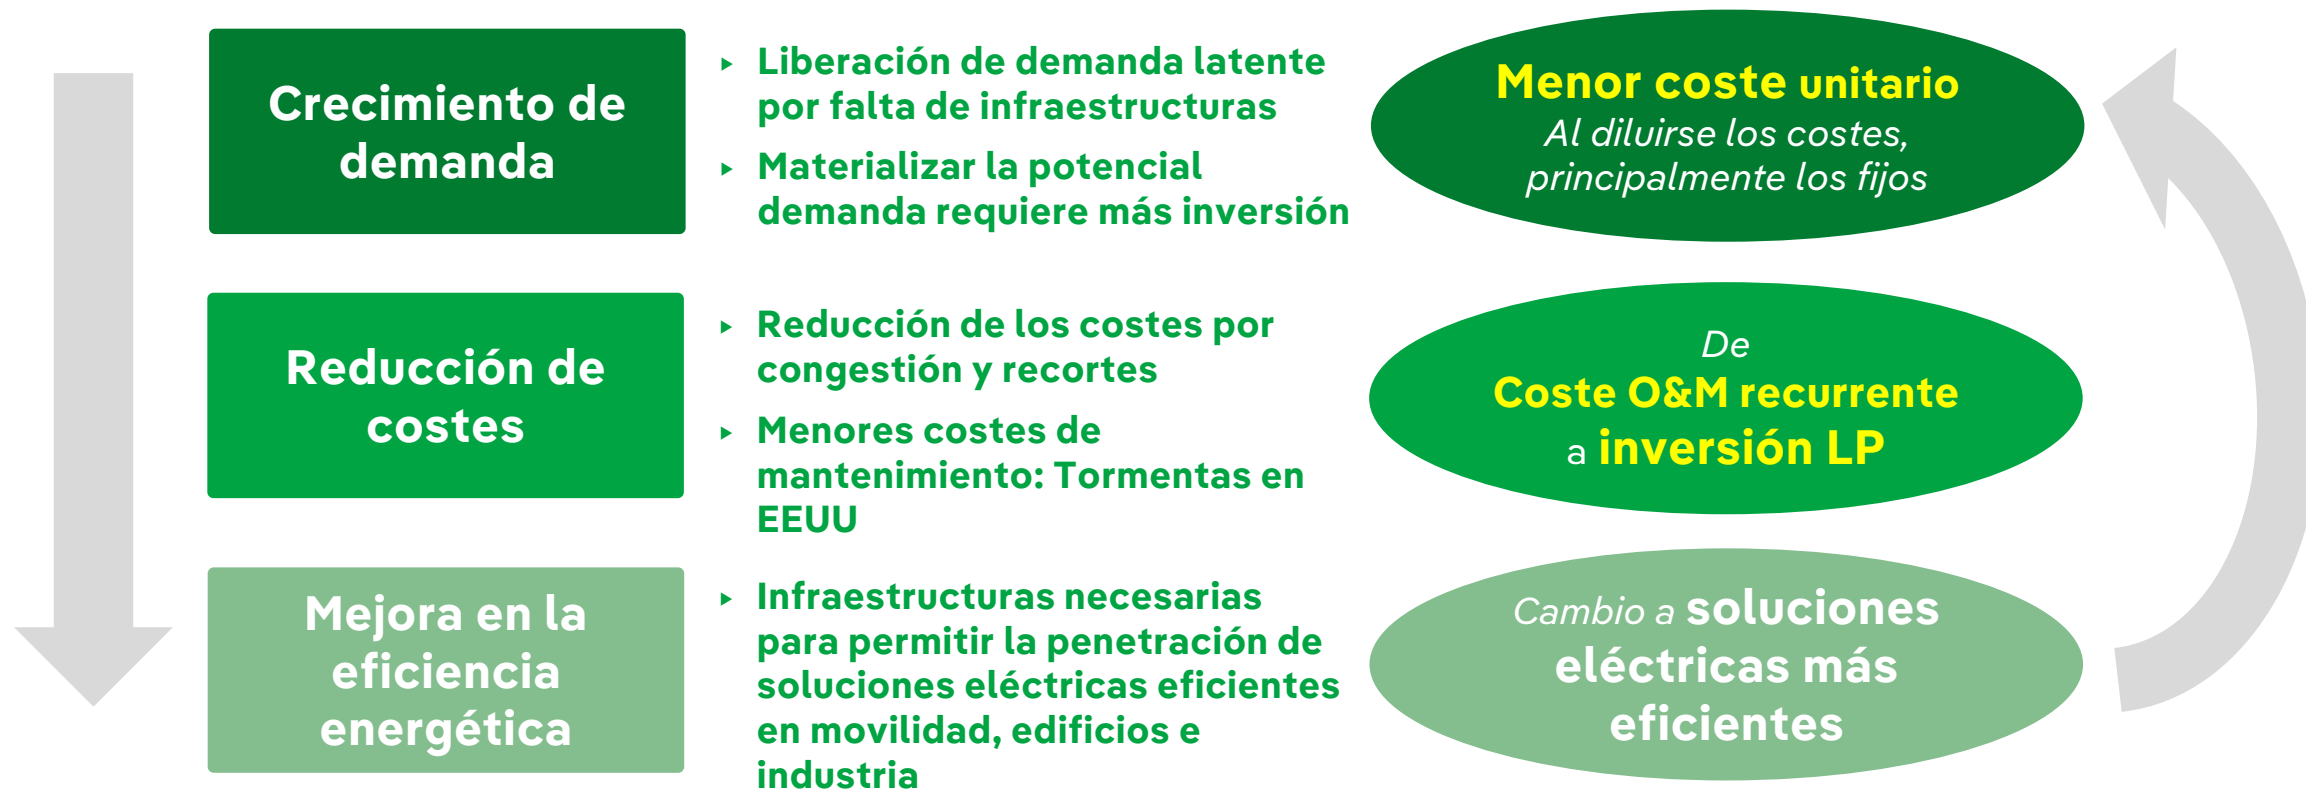 Crecimiento de
demanda
Liberación de demanda latente
por falta de infraestructuras
Materializar la potencial
demanda requiere más inversión
Menor coste unitario
Al diluirse los costes,
principalmente los fijos
Reducción de
costes
Reducción de los costes por
congestión y recortes
Menores costes de
mantenimiento: Tormentas en
EEUU
De
Coste O&M recurrente
a inversión LP
Mejora en la
eficiencia
energética
Infraestructuras necesarias
para permitir la penetración de
soluciones eléctricas eficientes
en movilidad, edificios e
industria
Cambio a soluciones
eléctricas más
eficientes